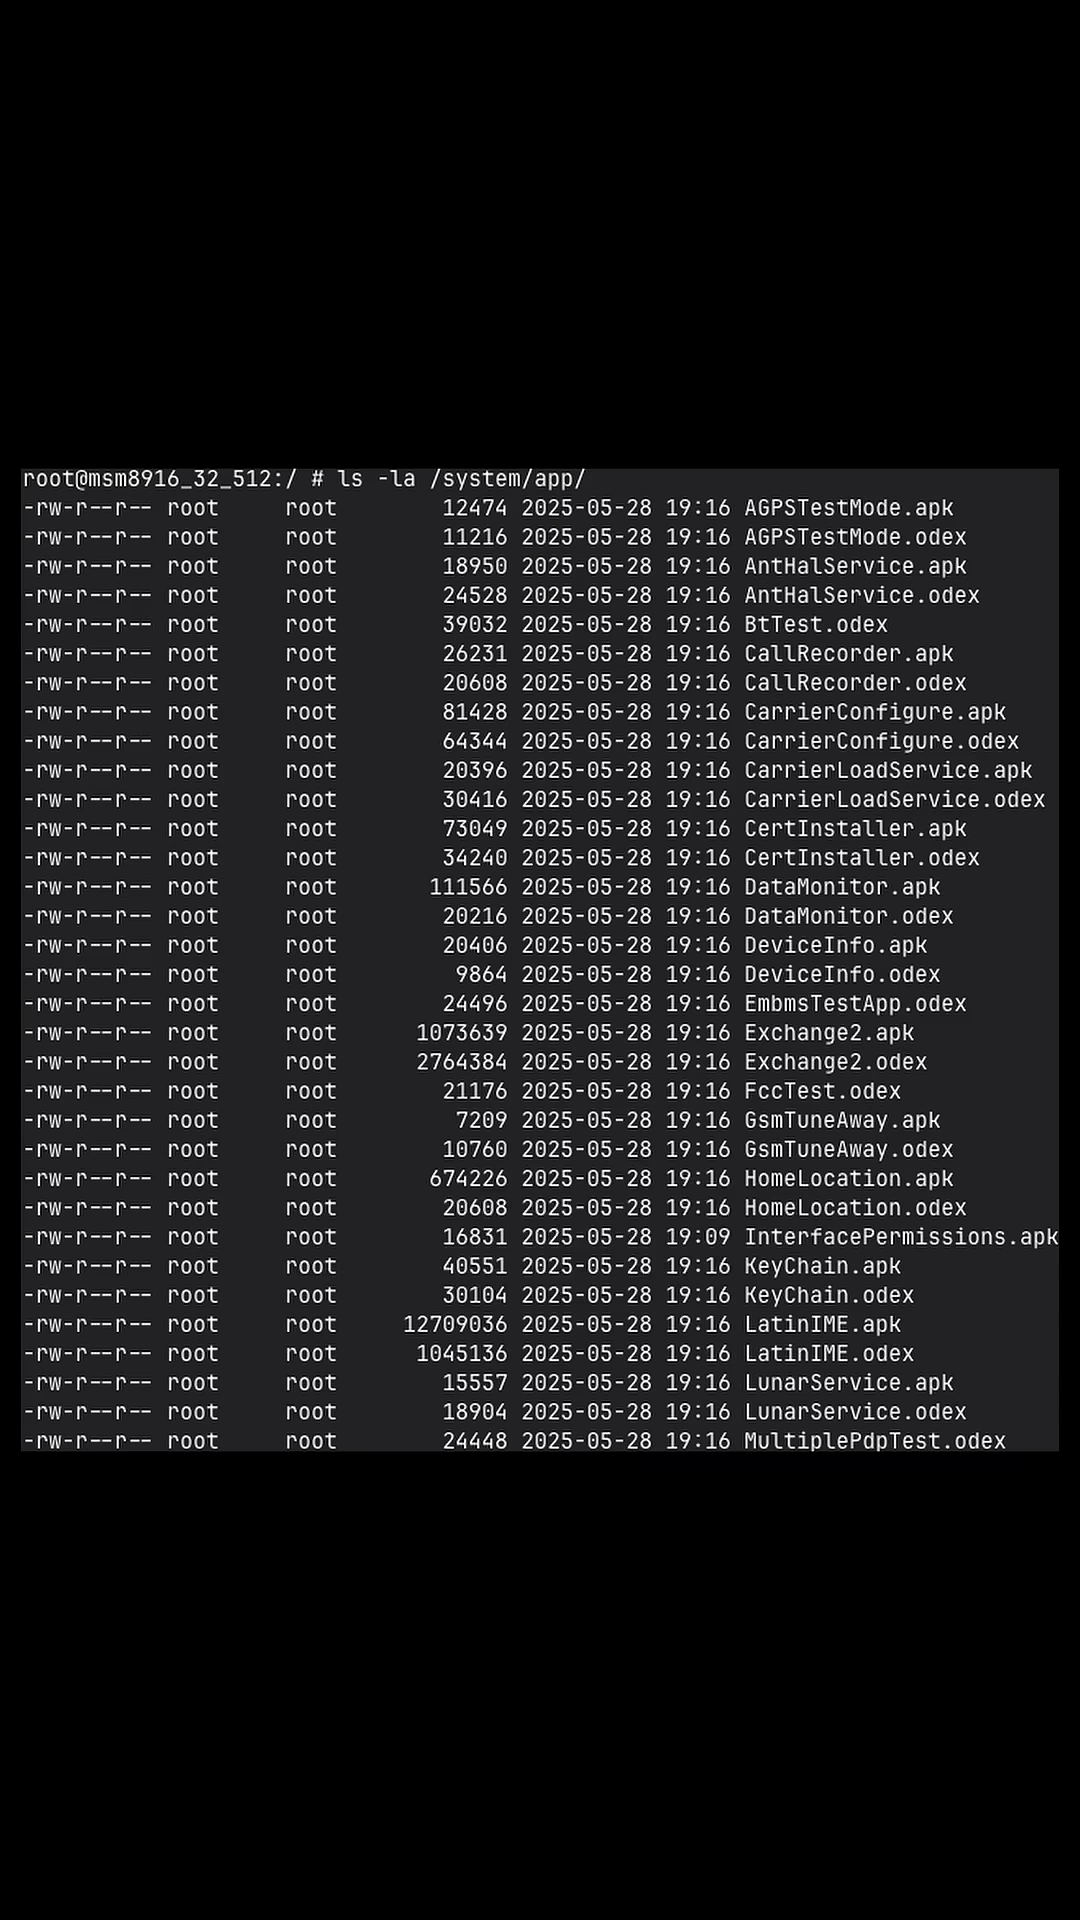 root@msm8916_32_512:/ # ls -la /system/app/
-rw-r--r-- root     root        12474 2025-05-28 19:16 AGPSTestMode.apk
-rw-r--r-- root     root        11216 2025-05-28 19:16 AGPSTestMode.odex
-rw-r--r-- root     root        18950 2025-05-28 19:16 AntHalService.apk
-rw-r--r-- root     root        24528 2025-05-28 19:16 AntHalService.odex
-rw-r--r-- root     root        39032 2025-05-28 19:16 BtTest.odex
-rw-r--r-- root     root        26231 2025-05-28 19:16 CallRecorder.apk
-rw-r--r-- root     root        20608 2025-05-28 19:16 CallRecorder.odex
-rw-r--r-- root     root        81428 2025-05-28 19:16 CarrierConfigure.apk
-rw-r--r-- root     root        64344 2025-05-28 19:16 CarrierConfigure.odex
-rw-r--r-- root     root        20396 2025-05-28 19:16 CarrierLoadService.apk
-rw-r--r-- root     root        30416 2025-05-28 19:16 CarrierLoadService.odex
-rw-r--r-- root     root        73049 2025-05-28 19:16 CertInstaller.apk
-rw-r--r-- root     root        34240 2025-05-28 19:16 CertInstaller.odex
-rw-r--r-- root     root       111566 2025-05-28 19:16 DataMonitor.apk
-rw-r--r-- root     root        20216 2025-05-28 19:16 DataMonitor.odex
-rw-r--r-- root     root        20406 2025-05-28 19:16 DeviceInfo.apk
-rw-r--r-- root     root         9864 2025-05-28 19:16 DeviceInfo.odex
-rw-r--r-- root     root        24496 2025-05-28 19:16 EmbmsTestApp.odex
-rw-r--r-- root     root      1073639 2025-05-28 19:16 Exchange2.apk
-rw-r--r-- root     root      2764384 2025-05-28 19:16 Exchange2.odex
-rw-r--r-- root     root        21176 2025-05-28 19:16 FccTest.odex
-rw-r--r-- root     root         7209 2025-05-28 19:16 GsmTuneAway.apk
-rw-r--r-- root     root        10760 2025-05-28 19:16 GsmTuneAway.odex
-rw-r--r-- root     root       674226 2025-05-28 19:16 HomeLocation.apk
-rw-r--r-- root     root        20608 2025-05-28 19:16 HomeLocation.odex
-rw-r--r-- root     root        16831 2025-05-28 19:09 InterfacePermissions.apk
-rw-r--r-- root     root        40551 2025-05-28 19:16 KeyChain.apk
-rw-r--r-- root     root        30104 2025-05-28 19:16 KeyChain.odex
-rw-r--r-- root     root     12709036 2025-05-28 19:16 LatinIME.apk
-rw-r--r-- root     root      1045136 2025-05-28 19:16 LatinIME.odex
-rw-r--r-- root     root        15557 2025-05-28 19:16 LunarService.apk
-rw-r--r-- root     root        18904 2025-05-28 19:16 LunarService.odex
-rw-r--r-- root     root        24448 2025-05-28 19:16 MultiplePdpTest.odex